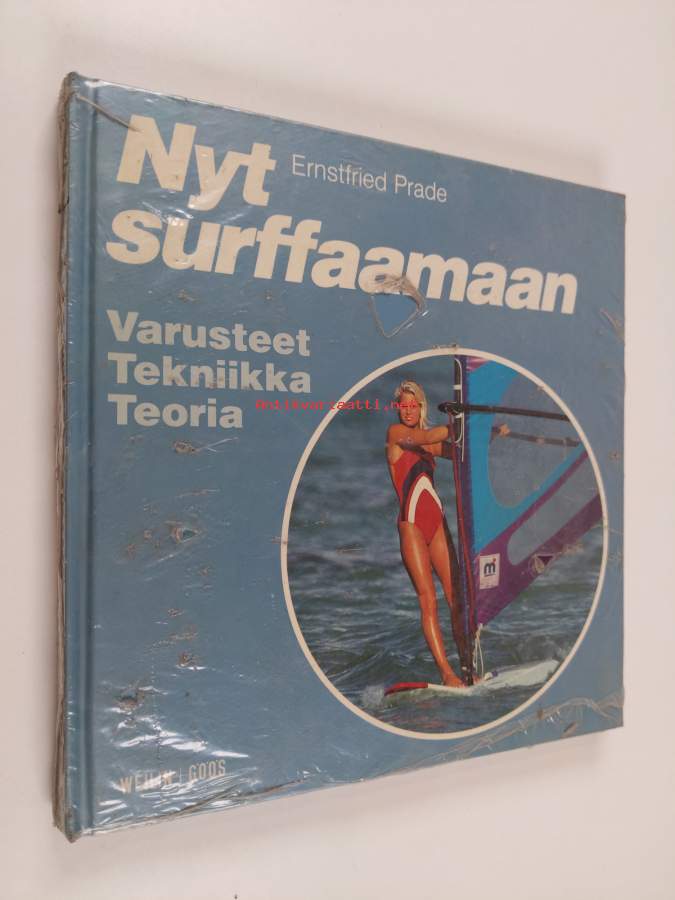 Nyt
Ernstfried Prade
surffaamaan
Varusteet
Tekniikka
Teoria
Antikvariaatti.net
m
WEILIN GÖÖS